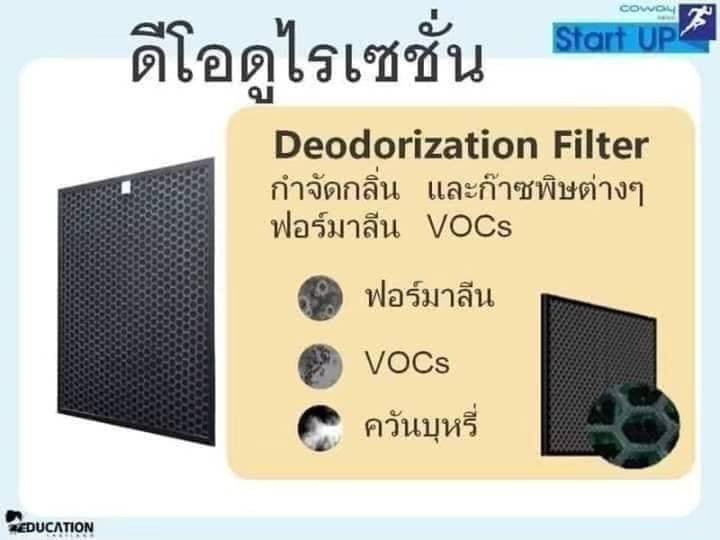 coway
Start UP
ดีโอดูไรเซชั่น
Deodorization Filter
กำจัดกลิ่น และก๊าซพิษต่างๆ
ฟอร์มาลีน VOCs
ฟอร์มาลีน
VOCs
ควันบุหรี่
EDUCATION
THAILAND